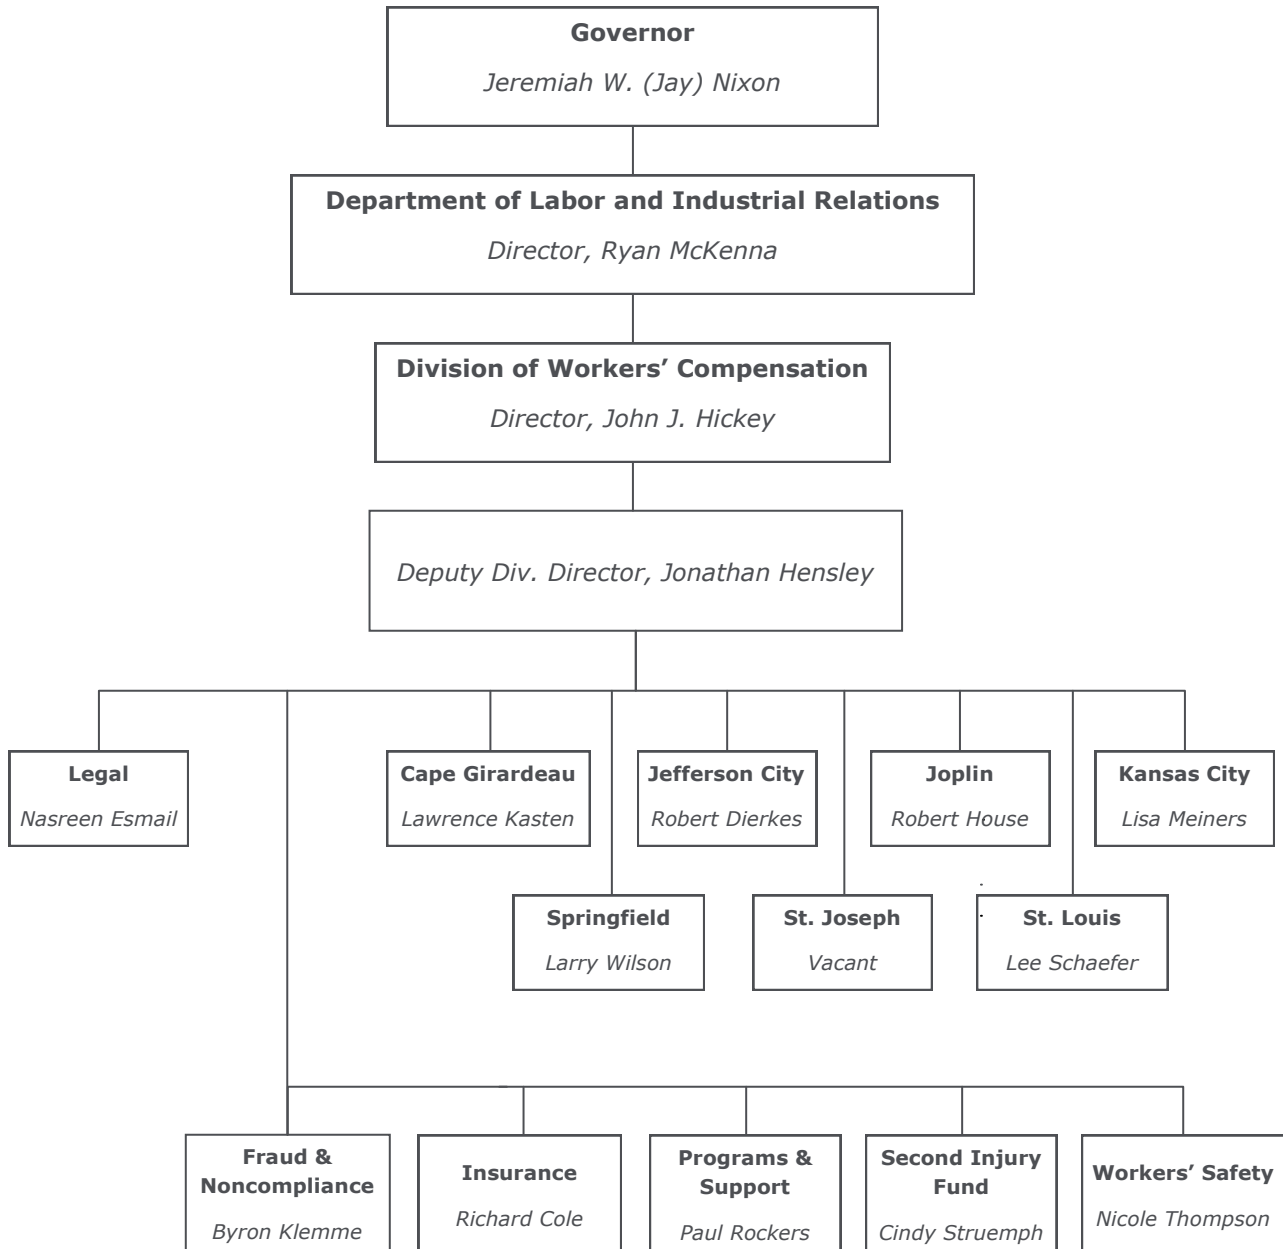 Governor
Jeremiah W. (Jay) Nixon
Department of Labor and Industrial Relations
Director, Ryan McKenna
Division of Workers’ Compensation
Director, John J. Hickey
Deputy Div. Director, Jonathan Hensley
Legal
Nasreen Esmail
Cape Girardeau
Lawrence Kasten
Jefferson City
Robert Dierkes
Joplin
Robert House
Kansas City
Lisa Meiners
Springfield
Larry Wilson
St. Joseph
Vacant
St. Louis
Lee Schaefer
Fraud &
Noncompliance
Byron Klemme
Insurance
Richard Cole
Programs &
Support
Paul Rockers
Second Injury
Fund
Cindy Struemph
Workers’ Safety
Nicole Thompson